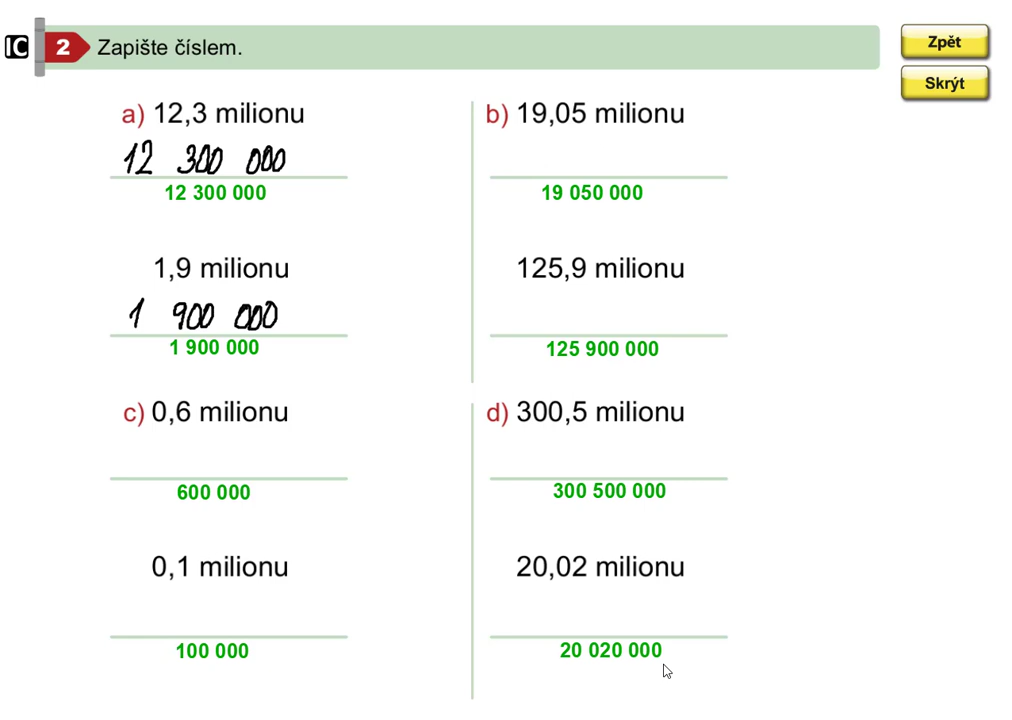 IC 2 Zapište číslem.
Zpět
Skrýt
a) 12,3 milionu
12 300 000
12 300 000
1,9 milionu
1 900 000
1 900 000
b) 19,05 milionu
19 050 000
125,9 milionu
125 900 000
c) 0,6 milionu
600 000
0,1 milionu
100 000
d) 300,5 milionu
300 500 000
20,02 milionu
20 020 000